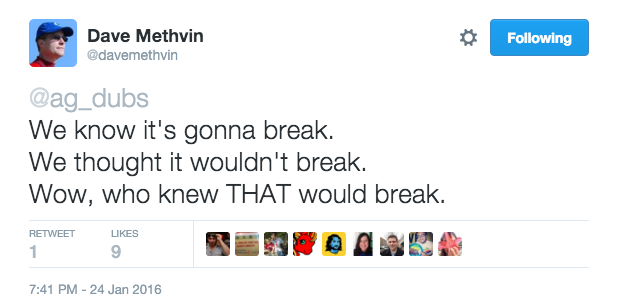 Dave Methvin
@davemethvin
Following
@ag_dubs
We know it's gonna break.
We thought it wouldn't break.
Wow, who knew THAT would break.
RETWEET LIKES
1 9
7:41 PM - 24 Jan 2016